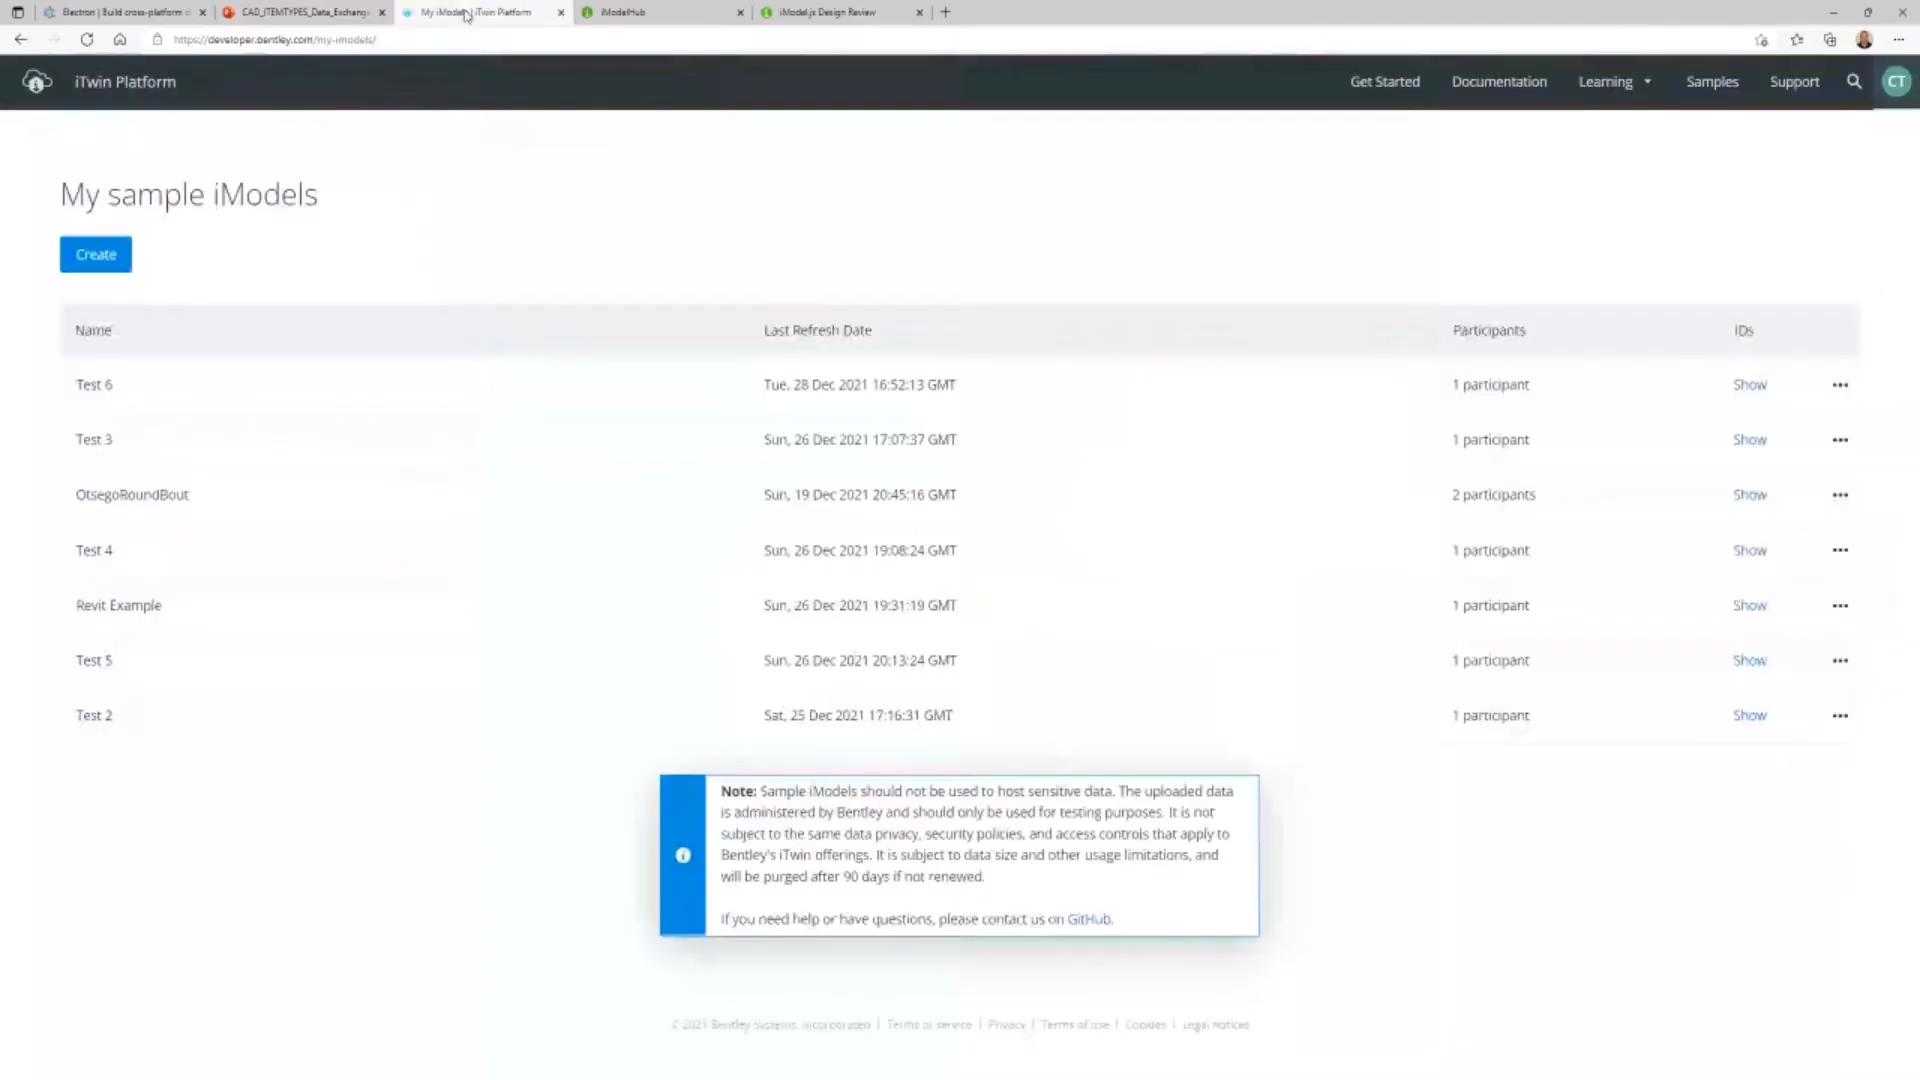 Electron | Build cross-platform d
CAD_ITEMTYPES_Data_Exchang
My iModels | iTwin Platform
iModelHub
iModel.js Design Review
https://developer.bentley.com/my-imodels/
iTwin Platform
Get Started
Documentation
Learning
Samples
Support
CT
My sample iModels
Create
Name Last Refresh Date Participants IDs
Test 6 Tue, 28 Dec 2021 16:52:13 GMT 1 participant Show
Test 3 Sun, 26 Dec 2021 17:07:37 GMT 1 participant Show
OtsegoRoundBout Sun, 19 Dec 2021 20:45:16 GMT 2 participants Show
Test 4 Sun, 26 Dec 2021 19:08:24 GMT 1 participant Show
Revit Example Sun, 26 Dec 2021 19:31:19 GMT 1 participant Show
Test 5 Sun, 26 Dec 2021 20:13:24 GMT 1 participant Show
Test 2 Sat, 25 Dec 2021 17:16:31 GMT 1 participant Show
Note: Sample iModels should not be used to host sensitive data. The uploaded data
is administered by Bentley and should only be used for testing purposes. It is not
subject to the same data privacy, security policies, and access controls that apply to
Bentley's iTwin offerings. It is subject to data size and other usage limitations, and
will be purged after 90 days if not renewed.
If you need help or have questions, please contact us on GitHub.
© 2021 Bentley Systems, Incorporated | Terms of service | Privacy | Terms of use | Cookies | Legal notices